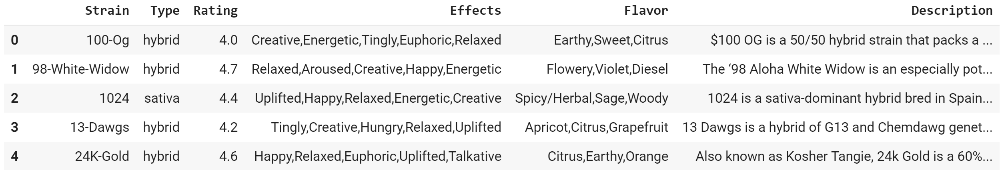 Strain Type Rating Effects Flavor Description
0 100-Og hybrid 4.0 Creative,Energetic,Tingly,Euphoric,Relaxed Earthy,Sweet,Citrus $100 OG is a 50/50 hybrid strain that packs a ...
1 98-White-Widow hybrid 4.7 Relaxed,Aroused,Creative,Happy,Energetic Flowery,Violet,Diesel The ‘98 Aloha White Widow is an especially pot...
2 1024 sativa 4.4 Uplifted,Happy,Relaxed,Energetic,Creative Spicy/Herbal,Sage,Woody 1024 is a sativa-dominant hybrid bred in Spain...
3 13-Dawgs hybrid 4.2 Tingly,Creative,Hungry,Relaxed,Uplifted Apricot,Citrus,Grapefruit 13 Dawgs is a hybrid of G13 and Chemdawg genet...
4 24K-Gold hybrid 4.6 Happy,Relaxed,Euphoric,Uplifted,Talkative Citrus,Earthy,Orange Also known as Kosher Tangie, 24k Gold is a 60%...